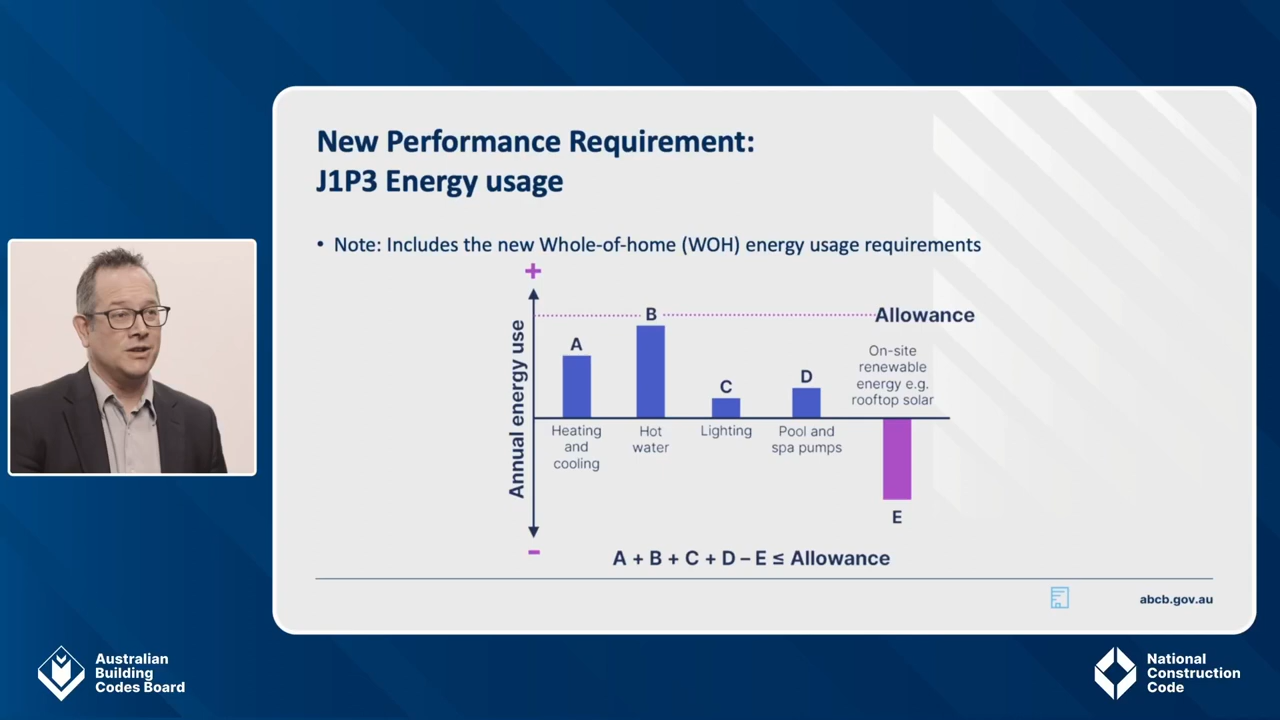 New Performance Requirement:
J1P3 Energy usage
• Note: Includes the new Whole-of-home (WOH) energy usage requirements
+
Annual energy use
B
Allowance
A
C
D
On-site
renewable
energy e.g.
rooftop solar
Heating
and
cooling
Hot
water
Lighting
Pool and
spa pumps
E
–
A + B + C + D – E ≤ Allowance
abcb.gov.au
Australian
Building
Codes Board
National
Construction
Code